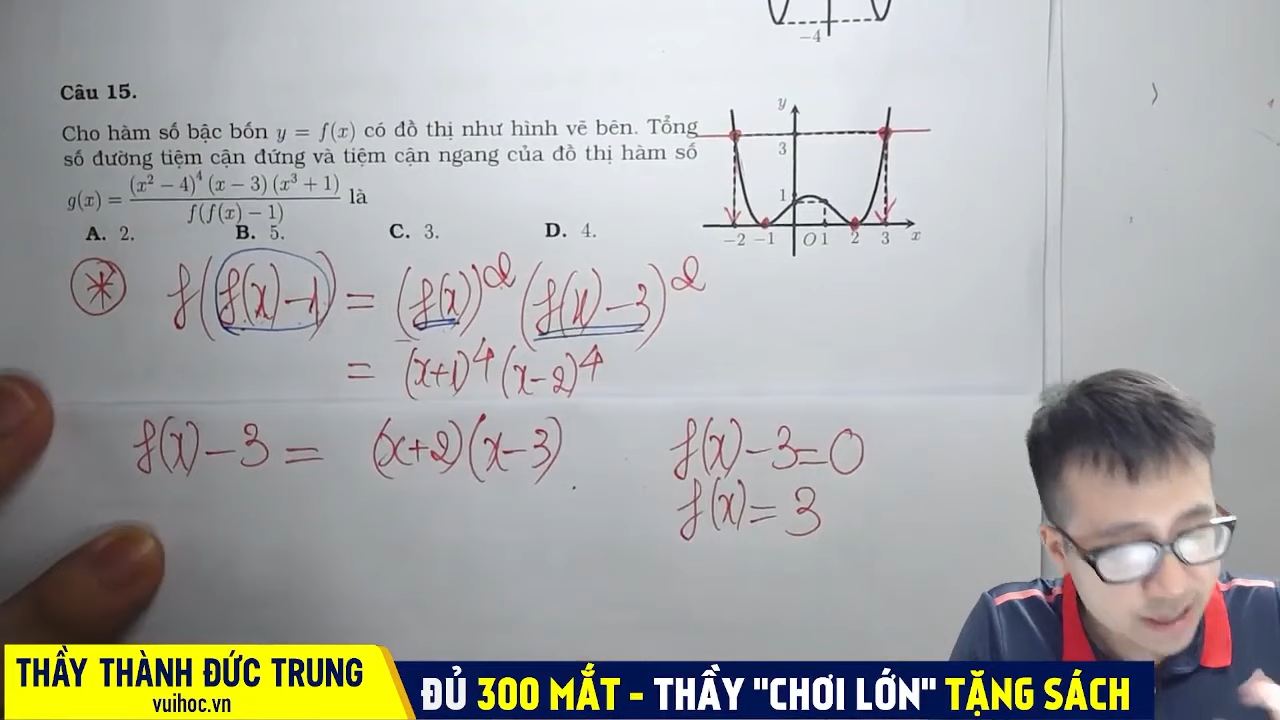 −4
Câu 15.
Cho hàm số bậc bốn y = f(x) có đồ thị như hình vẽ bên. Tổng
số đường tiệm cận đứng và tiệm cận ngang của đồ thị hàm số
g(x) = (x² − 4)⁴ (x − 3) (x³ + 1) / f(f(x) − 1) là
A. 2. B. 5. C. 3. D. 4.
y
3
1
−2 −1 O 1 2 3 x
* f(f(x)−1) = (f(x))² (f(x)−3)²
= (x+1)⁴ (x−2)⁴
f(x) − 3 = (x+2)(x−3)
f(x) − 3 = 0
f(x) = 3
THẦY THÀNH ĐỨC TRUNG
vuihoc.vn
ĐỦ 300 MẮT - THẦY "CHƠI LỚN" TẶNG SÁCH